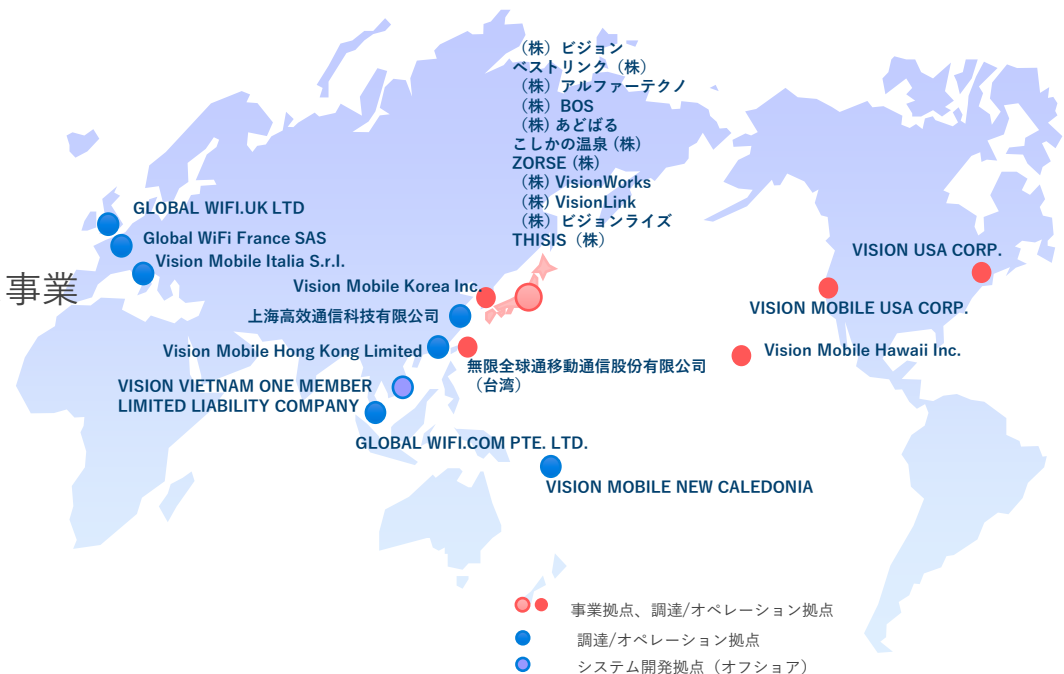 （株）ビジョン
ベストリンク（株）
（株）アルファーテクノ
（株）BOS
（株）あどばる
こしかの温泉（株）
ZORSE（株）
（株）VisionWorks
（株）VisionLink
（株）ビジョンライズ
THISIS（株）
GLOBAL WIFI.UK LTD
Global WiFi France SAS
Vision Mobile Italia S.r.l.
事業
Vision Mobile Korea Inc.
上海高效通信科技有限公司
Vision Mobile Hong Kong Limited
無限全球通移動通信股份有限公司
（台湾）
VISION VIETNAM ONE MEMBER
LIMITED LIABILITY COMPANY
GLOBAL WIFI.COM PTE. LTD.
VISION MOBILE NEW CALEDONIA
VISION USA CORP.
VISION MOBILE USA CORP.
Vision Mobile Hawaii Inc.
事業拠点、調達/オペレーション拠点
調達/オペレーション拠点
システム開発拠点（オフショア）